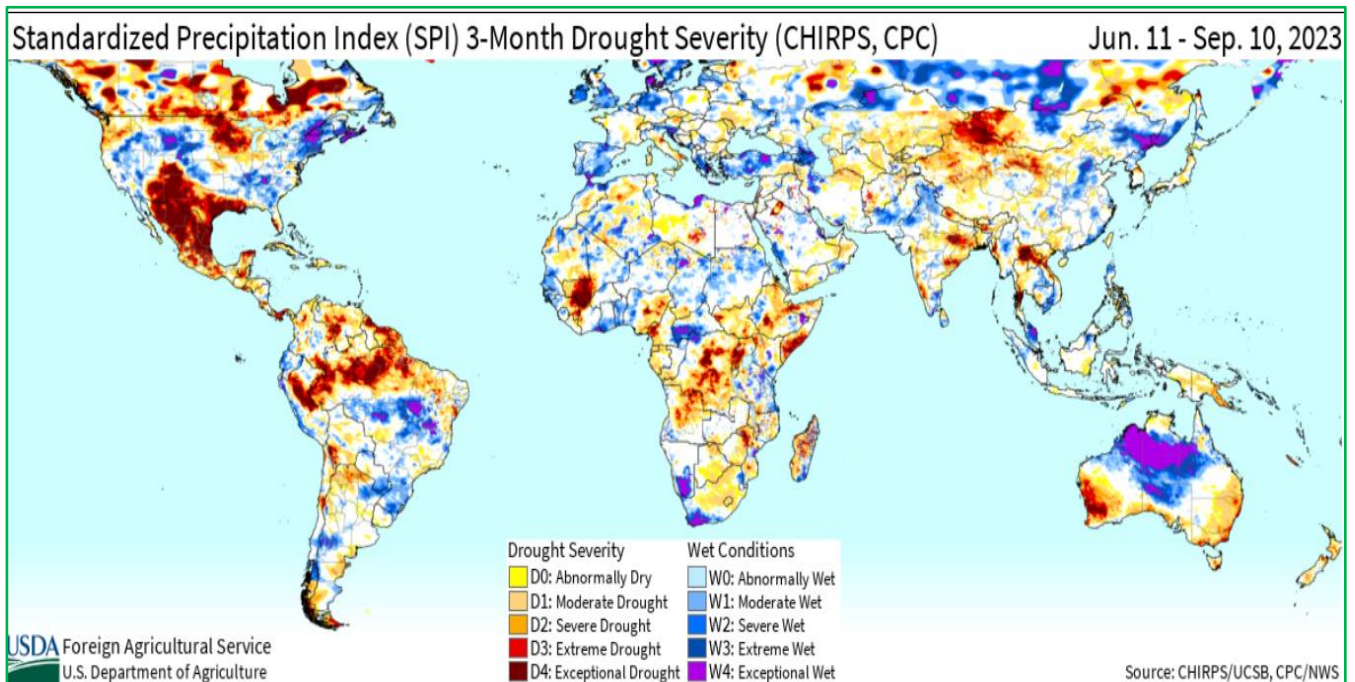 Standardized Precipitation Index (SPI) 3-Month Drought Severity (CHIRPS, CPC) Jun. 11 - Sep. 10, 2023
Drought Severity Wet Conditions
D0: Abnormally Dry W0: Abnormally Wet
D1: Moderate Drought W1: Moderate Wet
D2: Severe Drought W2: Severe Wet
D3: Extreme Drought W3: Extreme Wet
D4: Exceptional Drought W4: Exceptional Wet
USDA Foreign Agricultural Service
U.S. Department of Agriculture
Source: CHIRPS/UCSB, CPC/NWS